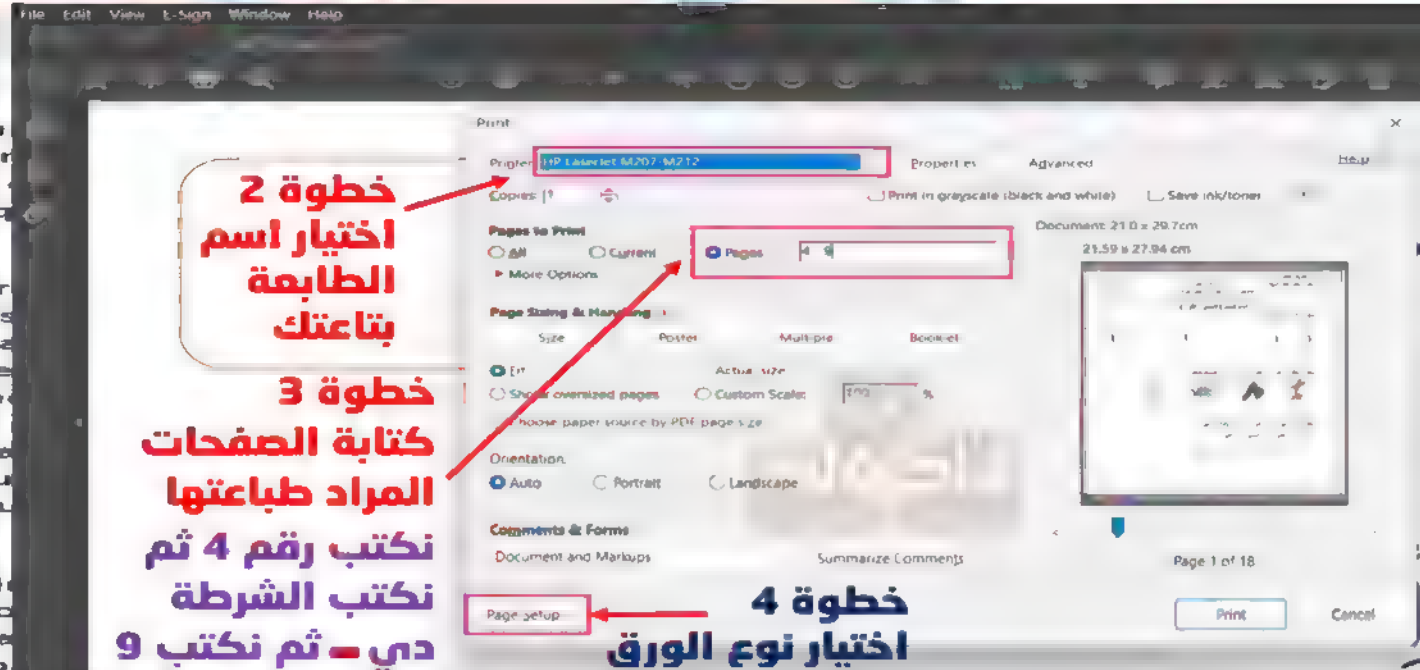 File Edit View E-Sign Window Help
Print
Printer: HP LaserJet M207-M212 Properties Advanced Help
Copies: 1 Print in grayscale (black and white) Save ink/toner
Pages to Print
All Current Pages 4 9
More Options
Document: 21.0 x 29.7cm
21.59 x 27.94 cm
Page Sizing & Handling
Size Poster Multiple Booklet
Fit Actual size
oversized pages Custom Scale: 100 %
Choose paper source by PDF page size
Orientation:
Auto Portrait Landscape
Comments & Forms
Document and Markups Summarize Comments
Page Setup
Page 1 of 18
Print Cancel
خطوة 2
اختيار اسم
الطابعة
بتاعتك
خطوة 3
كتابة الصفحات
المراد طباعتها
نكتب رقم 4 ثم
نكتب الشرطة
دي - ثم نكتب 9
خطوة 4
اختيار نوع الورق